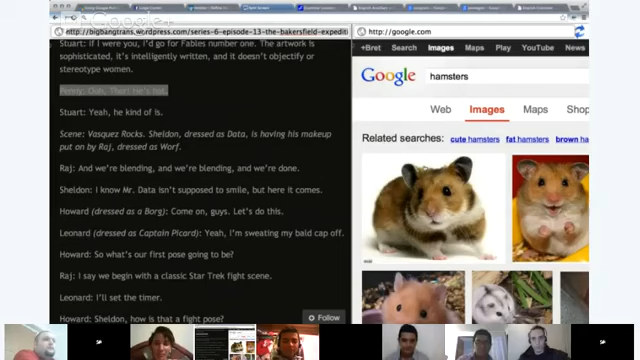 http://bigbangtrans.wordpress.com/series-6-episode-13-the-bakersfield-expediti
http://google.com
Stuart: If I were you, I'd go for Fables number one. The artwork is
sophisticated, it's intelligently written, and it doesn't objectify or
stereotype women.
Penny: Ooh, Thor! He's hot.
Stuart: Yeah, he kind of is.
Scene: Vasquez Rocks. Sheldon, dressed as Data, is having his makeup
put on by Raj, dressed as Worf.
Raj: And we're blending, and we're blending, and we're done.
Sheldon: I know Mr. Data isn't supposed to smile, but here it comes.
Howard (dressed as a Borg): Come on, guys. Let's do this.
Leonard (dressed as Captain Picard): Yeah, I'm sweating my bald cap off.
Howard: So what's our first pose going to be?
Raj: I say we begin with a classic Star Trek fight scene.
Leonard: I'll set the timer.
Howard: Sheldon, how is that a fight pose?
Follow
+Bret Search Images Maps Play YouTube News
Google
hamsters
Web Images Maps Shop
Related searches: cute hamsters fat hamsters brown ha